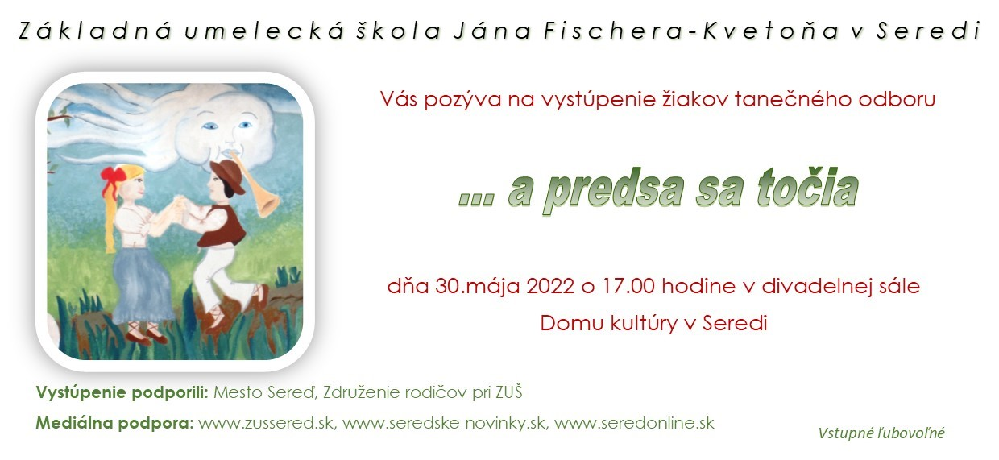 Základná umelecká škola Jána Fischera-Kvetoňa v Seredi
Vás pozýva na vystúpenie žiakov tanečného odboru
... a predsa sa točia
dňa 30.mája 2022 o 17.00 hodine v divadelnej sále
Domu kultúry v Seredi
Vystúpenie podporili: Mesto Sereď, Združenie rodičov pri ZUŠ
Mediálna podpora: www.zussered.sk, www.seredske novinky.sk, www.seredonline.sk
Vstupné ľubovoľné